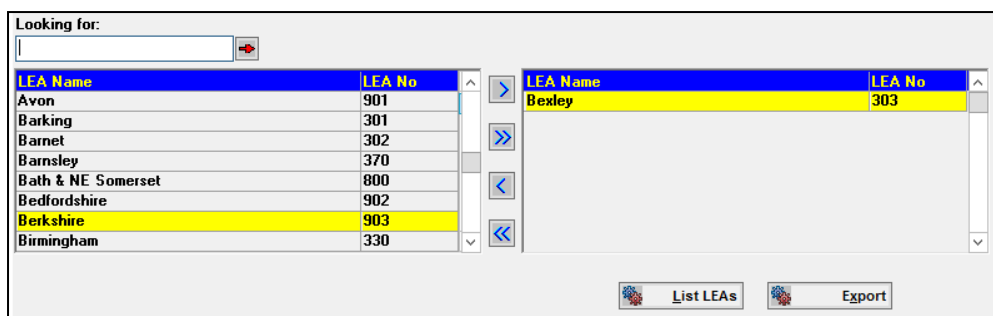 Looking for:
LEA Name LEA No
Avon 901
Barking 301
Barnet 302
Barnsley 370
Bath & NE Somerset 800
Bedfordshire 902
Berkshire 903
Birmingham 330
LEA Name LEA No
Bexley 303
List LEAs Export